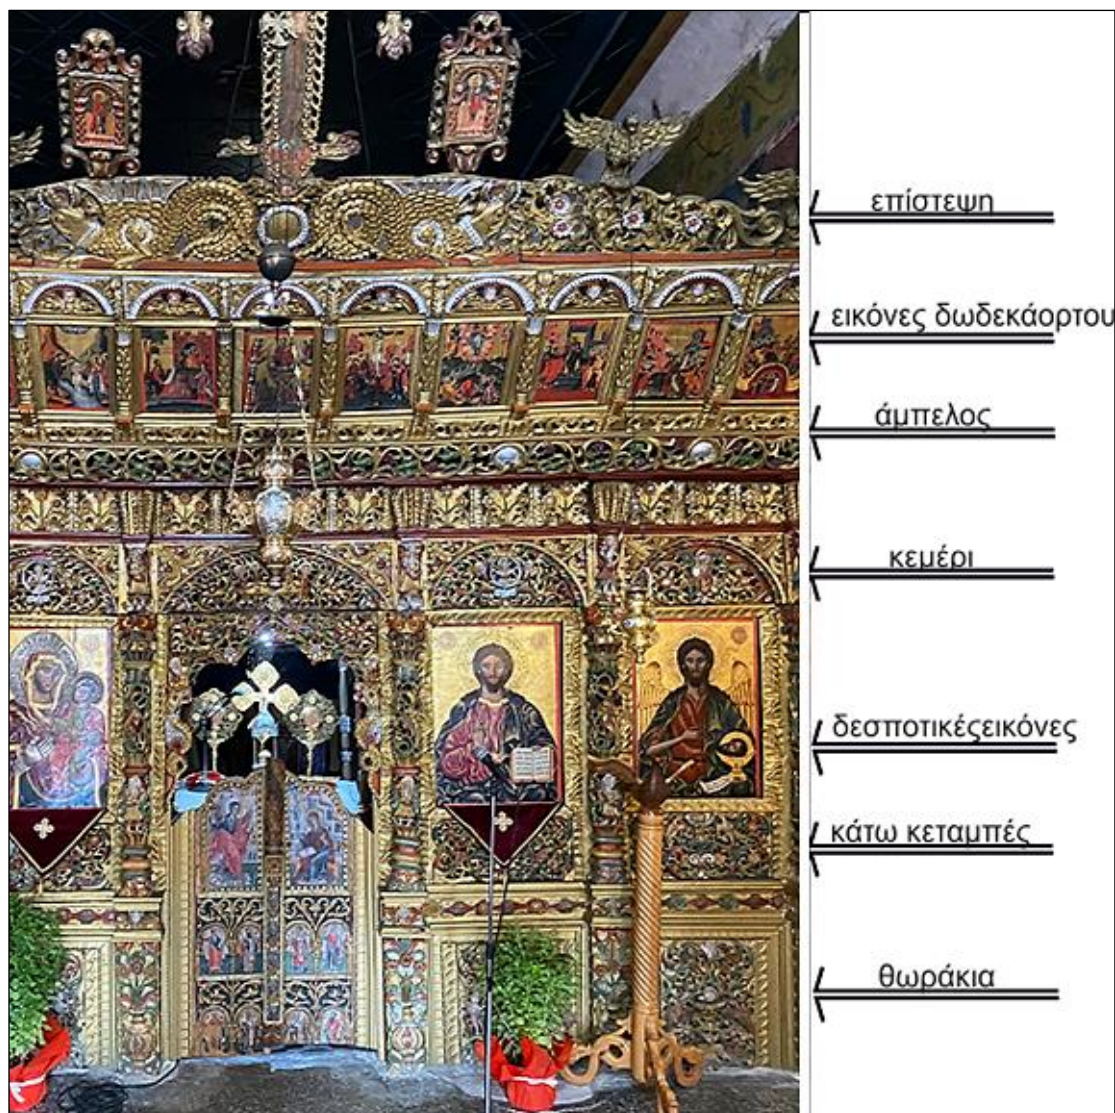 επίστεψη
εικόνες δωδεκάορτου
άμπελος
κεμέρι
δεσποτικέςεικόνες
κάτω κεταμπές
θωράκια